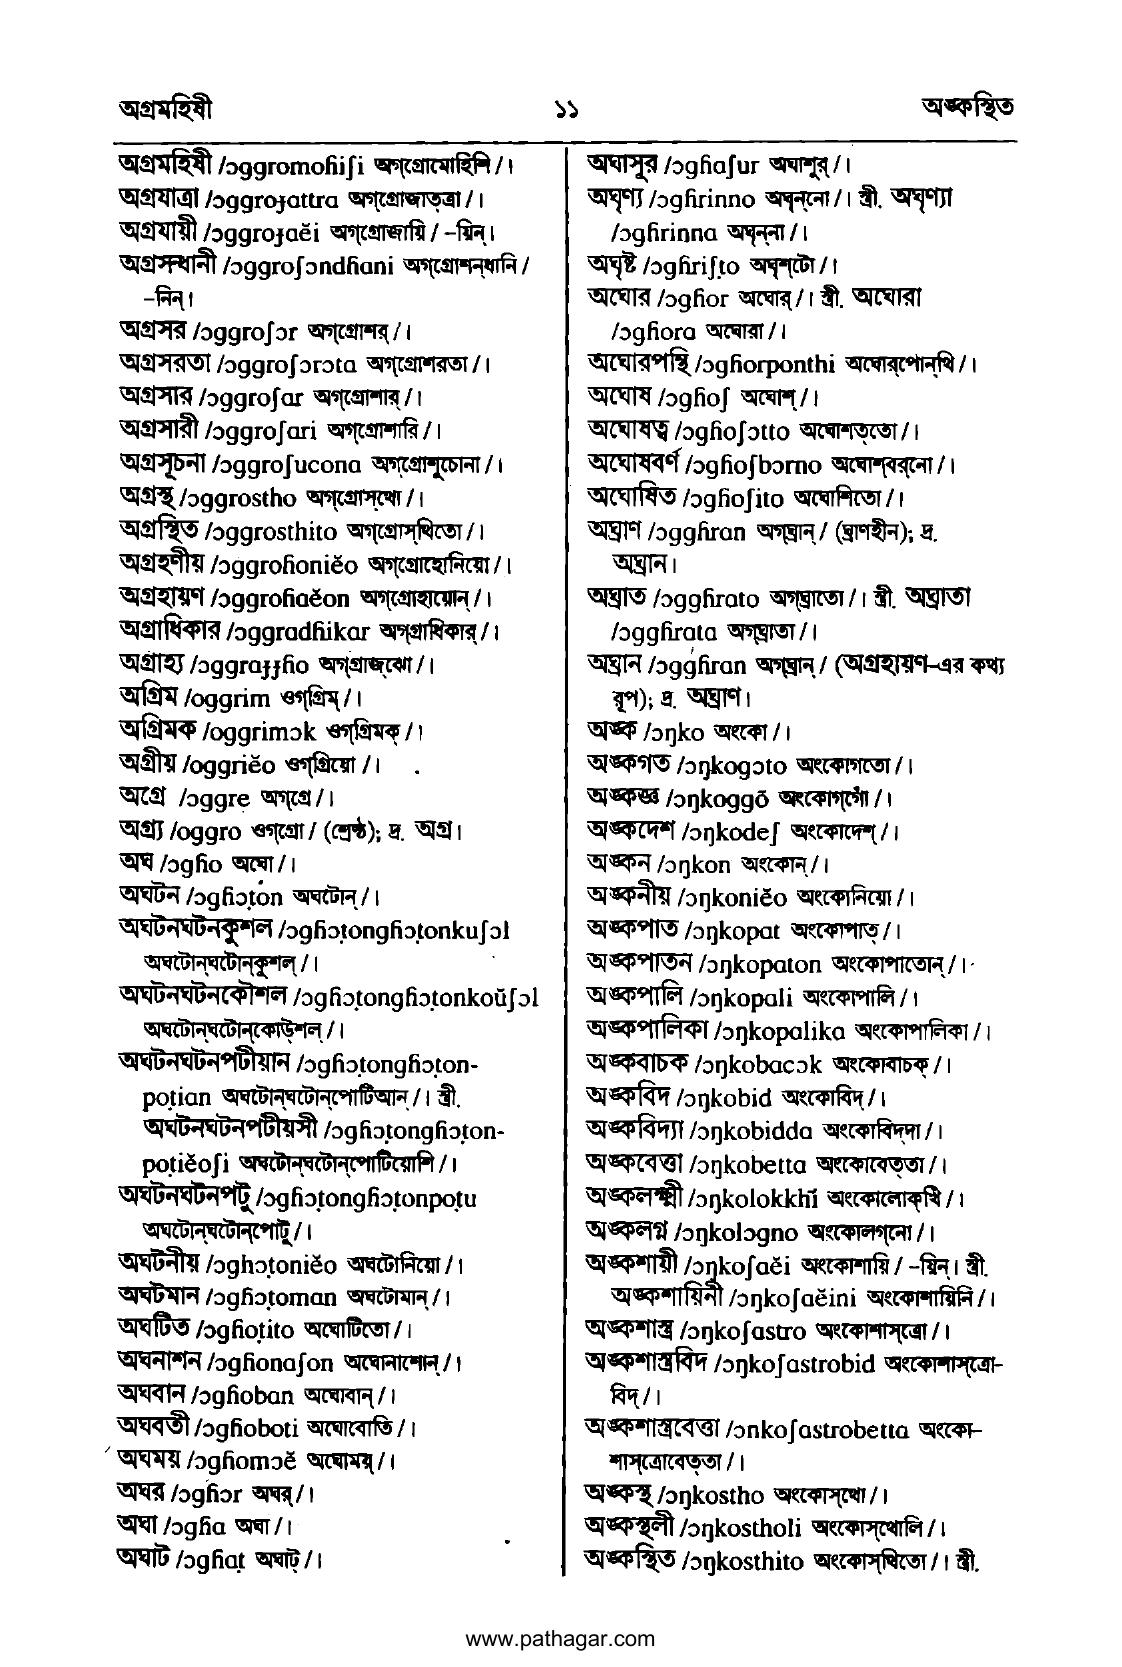 অগ্রমহিষী
১১
অঙ্কস্থিত
অগ্রমহিষী /ɔggromoɦiʃi অগ্‌গ্রোমোহিশি /।
অগ্রযাত্রা /ɔggroɟattra অগ্‌গ্রোজাত্‌ত্রা /।
অগ্রযায়ী /ɔggroɟaĕi অগ্‌গ্রোজায়ি / –য়িন্‌।
অগ্রসন্ধানী /ɔggroʃɔndɦani অগ্‌গ্রোশন্‌ধানি /
–নিন্‌।
অগ্রসর /ɔggroʃɔr অগ্‌গ্রোশর্‌ /।
অগ্রসরতা /ɔggroʃɔrɔta অগ্‌গ্রোশরতা /।
অগ্রসার /ɔggroʃar অগ্‌গ্রোশার্‌ /।
অগ্রসারী /ɔggroʃari অগ্‌গ্রোশারি /।
অগ্রসূচনা /ɔggroʃucona অগ্‌গ্রোশুচোনা /।
অগ্রস্থ /ɔggrostho অগ্‌গ্রোস্‌থো /।
অগ্রস্থিত /ɔggrosthito অগ্‌গ্রোস্‌থিতো /।
অগ্রহণীয় /ɔggroɦoniĕo অগ্‌গ্রোহোনিয়ো /।
অগ্রহায়ণ /ɔggroɦaĕon অগ্‌গ্রোহায়োন্‌ /।
অগ্রাধিকার /ɔggradɦikar অগ্‌গ্রাধিকার্‌ /।
অগ্রাহ্য /ɔggraɟɟɦo অগ্‌গ্রাজ্‌ঝো /।
অগ্রিম /oggrim ওগ্‌গ্রিম্‌ /।
অগ্রিমক /oggrimɔk ওগ্‌গ্রিমক্‌ /।
অগ্রীয় /oggriĕo ওগ্‌গ্রিয়ো /।
অগ্রে /ɔggre অগ্‌গ্রে /।
অগ্র্য /oggro ওগ্‌গ্রো / (শ্রেষ্ঠ); দ্র. অগ্র।
অঘ /ɔgɦo অঘো /।
অঘটন /ɔgɦɔṭon অঘটোন্‌ /।
অঘটনঘটনকুশল /ɔgɦɔṭongɦɔṭonkuʃɔl
অঘটোন্‌ঘটোন্‌কুশল্‌ /।
অঘটনঘটনকৌশল /ɔgɦɔṭongɦɔṭonkoŭʃɔl
অঘটোন্‌ঘটোন্‌কোউ্‌শল্‌ /।
অঘটনঘটনপটীয়ান /ɔgɦɔṭongɦɔṭon-
poṭian অঘটোন্‌ঘটোন্‌পোটিআন্‌ /। স্ত্রী.
অঘটনঘটনপটীয়সী /ɔgɦɔṭongɦɔṭon-
poṭiĕoʃi অঘটোন্‌ঘটোন্‌পোটিয়োশি /।
অঘটনঘটনপটু /ɔgɦɔṭongɦɔṭonpoṭu
অঘটোন্‌ঘটোন্‌পোটু /।
অঘটনীয় /ɔghɔṭoniĕo অঘটোনিয়ো /।
অঘটমান /ɔgɦɔṭoman অঘটোমান্‌ /।
অঘটিত /ɔgɦoṭito অঘোটিতো /।
অঘনাশন /ɔgɦonaʃon অঘোনাশোন্‌ /।
অঘবান /ɔgɦoban অঘোবান্‌ /।
অঘবতী /ɔgɦoboti অঘোবোতি /।
অঘময় /ɔgɦomɔĕ অঘোময়্‌ /।
অঘর /ɔgɦɔr অঘর্‌ /।
অঘা /ɔgɦa অঘা /।
অঘাট /ɔgɦaṭ অঘাট্‌ /।
অঘাসূর /ɔgɦaʃur অঘাশুর্‌ /।
অঘৃণ্য /ɔgɦrinno অঘৃন্‌নো /। স্ত্রী. অঘৃণ্যা
/ɔgɦrinna অঘৃন্‌না /।
অঘৃষ্ট /ɔgɦriʃṭo অঘৃশ্‌টো /।
অঘোর /ɔgɦor অঘোর্‌ /। স্ত্রী. অঘোরা
/ɔgɦora অঘোরা /।
অঘোরপন্থি /ɔgɦorponthi অঘোর্‌পোন্‌থি /।
অঘোষ /ɔgɦoʃ অঘোশ্‌ /।
অঘোষত্ব /ɔgɦoʃɔtto অঘোশত্‌তো /।
অঘোষবর্ণ /ɔgɦoʃbɔrno অঘোশ্‌বর্‌নো /।
অঘোষিত /ɔgɦoʃito অঘোশিতো /।
অঘ্রাণ /ɔggɦran অগ্‌ঘ্রান্‌ / (ঘ্রাণহীন); দ্র.
অঘ্রান।
অঘ্রাত /ɔggɦrato অগ্‌ঘ্রাতো /। স্ত্রী. অঘ্রাতা
/ɔggɦrata অগ্‌ঘ্রাতা /।
অঘ্রান /ɔggɦran অগ্‌ঘ্রান্‌ / (অগ্রহায়ণ–এর কথ্য
রূপ); দ্র. অঘ্রাণ।
অঙ্ক /ɔŋko অংকো /।
অঙ্কগত /ɔŋkogɔto অংকোগতো /।
অঙ্কজ্ঞ /ɔŋkoggõ অংকোগ্‌গোঁ /।
অঙ্কদেশ /ɔŋkodeʃ অংকোদেশ্‌ /।
অঙ্কন /ɔŋkon অংকোন্‌ /।
অঙ্কনীয় /ɔŋkoniĕo অংকোনিয়ো /।
অঙ্কপাত /ɔŋkopat অংকোপাত্‌ /।
অঙ্কপাতন /ɔŋkopaton অংকোপাতোন্‌ /।
অঙ্কপালি /ɔŋkopali অংকোপালি /।
অঙ্কপালিকা /ɔŋkopalika অংকোপালিকা /।
অঙ্কবাচক /ɔŋkobacɔk অংকোবাচক্‌ /।
অঙ্কবিদ /ɔŋkobid অংকোবিদ্‌ /।
অঙ্কবিদ্যা /ɔŋkobidda অংকোবিদ্‌দা /।
অঙ্কবেত্তা /ɔŋkobetta অংকোবেত্‌তা /।
অঙ্কলক্ষ্মী /ɔŋkolokkhĩ অংকোলোক্‌খিঁ /।
অঙ্কলগ্ন /ɔŋkolɔgno অংকোলগ্‌নো /।
অঙ্কশায়ী /ɔŋkoʃaĕi অংকোশায়ি / –য়িন্‌। স্ত্রী.
অঙ্কশায়িনী /ɔŋkoʃaĕini অংকোশায়িনি /।
অঙ্কশাস্ত্র /ɔŋkoʃastro অংকোশাস্‌ত্রো /।
অঙ্কশাস্ত্রবিদ /ɔŋkoʃastrobid অংকোশাস্‌ত্রো–
বিদ্‌ /।
অঙ্কশাস্ত্রবেত্তা /ɔnkoʃastrobetta অংকো–
শাস্‌ত্রোবেত্‌তা /।
অঙ্কস্থ /ɔŋkostho অংকোস্‌থো /।
অঙ্কস্থলী /ɔŋkostholi অংকোস্‌থোলি /।
অঙ্কস্থিত /ɔŋkosthito অংকোস্‌থিতো /। স্ত্রী.
www.pathagar.com